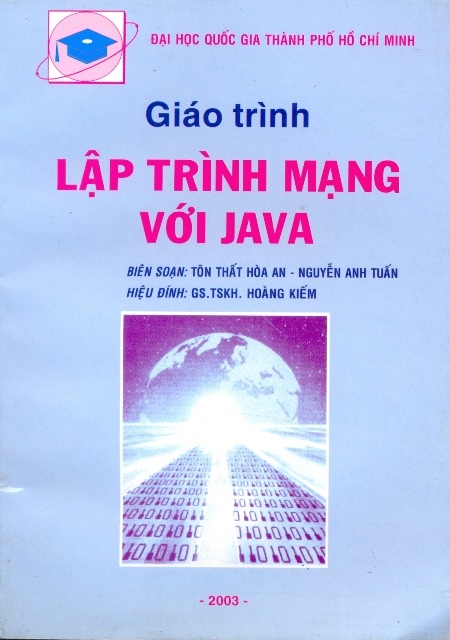 ĐẠI HỌC QUỐC GIA THÀNH PHỐ HỒ CHÍ MINH
Giáo trình
LẬP TRÌNH MẠNG
VỚI JAVA
BIÊN SOẠN: TÔN THẤT HÒA AN - NGUYỄN ANH TUẤN
HIỆU ĐÍNH: GS.TSKH. HOÀNG KIẾM
- 2003 -